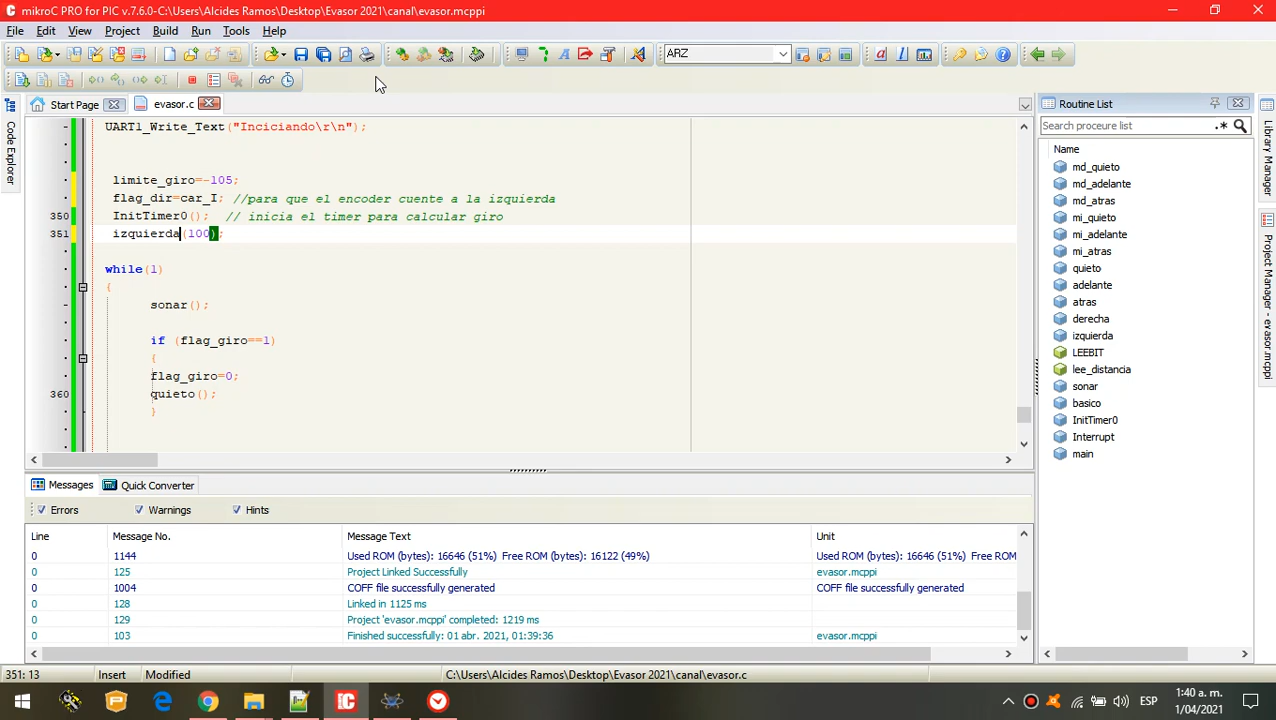 mikroC PRO for PIC v.7.6.0-C:\Users\Alcides Ramos\Desktop\Evasor 2021\canal\evasor.mcppi
File Edit View Project Build Run Tools Help
ARZ
Code Explorer
Start Page
evasor.c
UART1_Write_Text("Inciciando\r\n");
limite_giro=-105;
flag_dir=car_I; //para que el encoder cuente a la izquierda
350 InitTimer0(); // inicia el timer para calcular giro
351 izquierda(100);
while(1)
{
sonar();
if (flag_giro==1)
{
flag_giro=0;
360 quieto();
}
Routine List
Search proceure list
Name
md_quieto
md_adelante
md_atras
mi_quieto
mi_adelante
mi_atras
quieto
adelante
atras
derecha
izquierda
LEEBIT
lee_distancia
sonar
basico
InitTimer0
Interrupt
main
Library Manager
Project Manager - evasor.mcppi
Messages Quick Converter
Errors Warnings Hints
Line Message No. Message Text Unit
0 1144 Used ROM (bytes): 16646 (51%) Free ROM (bytes): 16122 (49%) Used ROM (bytes): 16646 (51%) Free ROM
0 125 Project Linked Successfully evasor.mcppi
0 1004 COFF file successfully generated COFF file successfully generated
0 128 Linked in 1125 ms
0 129 Project 'evasor.mcppi' completed: 1219 ms
0 103 Finished successfully: 01 abr. 2021, 01:39:36 evasor.mcppi
351: 13 Insert Modified C:\Users\Alcides Ramos\Desktop\Evasor 2021\canal\evasor.c
ESP
1:40 a. m.
1/04/2021